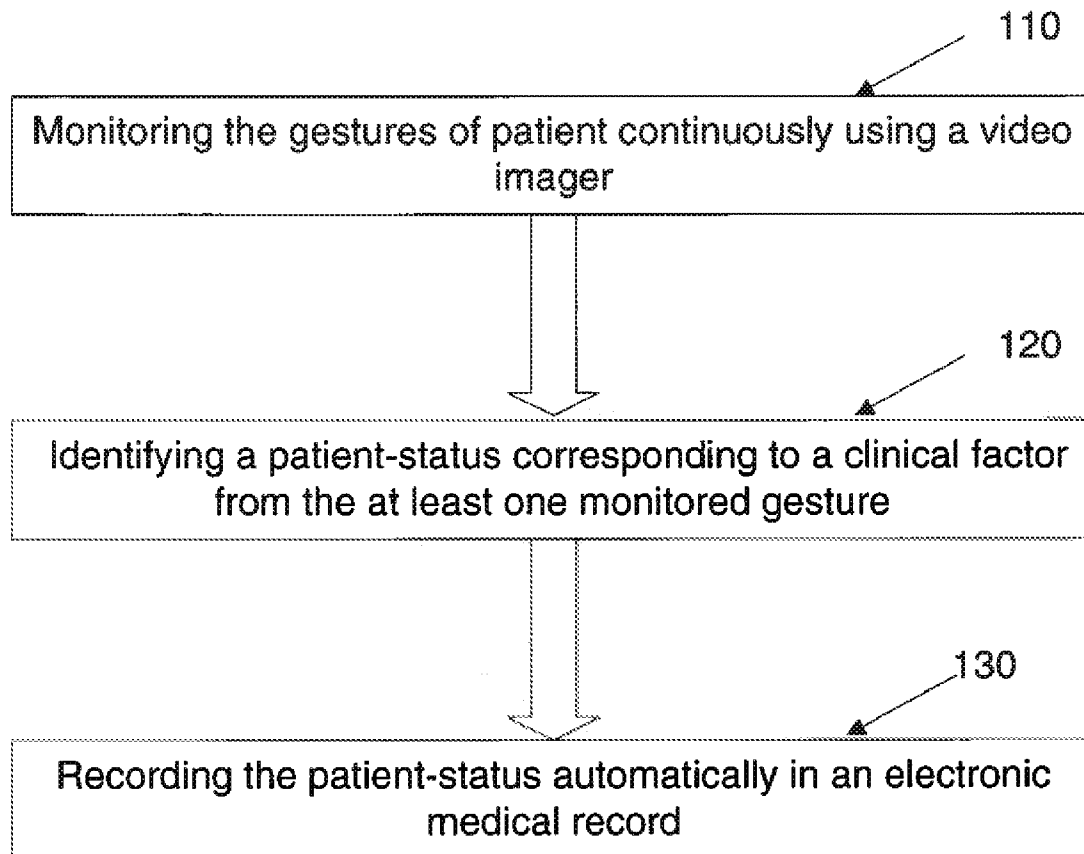 110
Monitoring the gestures of patient continuously using a video
imager
120
Identifying a patient-status corresponding to a clinical factor
from the at least one monitored gesture
130
Recording the patient-status automatically in an electronic
medical record